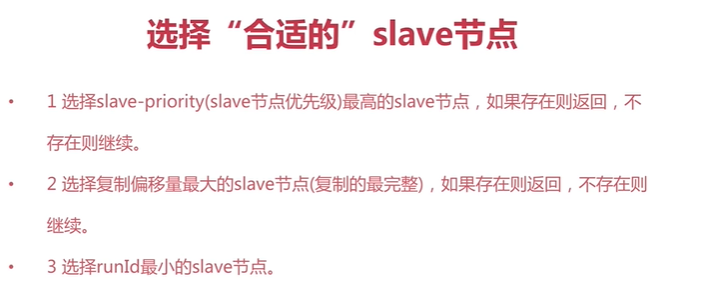 选择“合适的”slave节点
• 1 选择slave-priority(slave节点优先级)最高的slave节点，如果存在则返回，不
存在则继续。
• 2 选择复制偏移量最大的slave节点(复制的最完整)，如果存在则返回，不存在则
继续。
• 3 选择runId最小的slave节点。